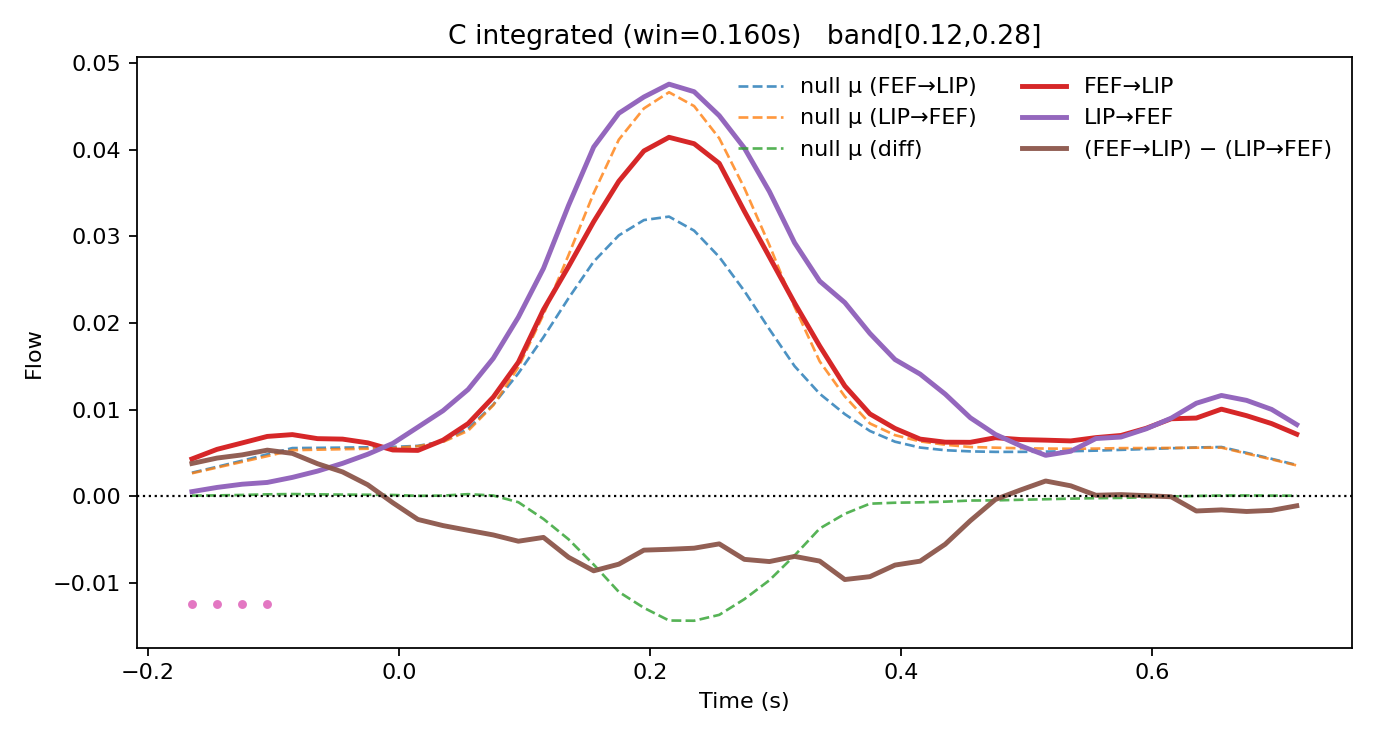 C integrated (win=0.160s)   band[0.12,0.28]
null μ (FEF→LIP)
null μ (LIP→FEF)
null μ (diff)
FEF→LIP
LIP→FEF
(FEF→LIP) − (LIP→FEF)
Flow
0.05
0.04
0.03
0.02
0.01
0.00
−0.01
−0.2
0.0
0.2
0.4
0.6
Time (s)